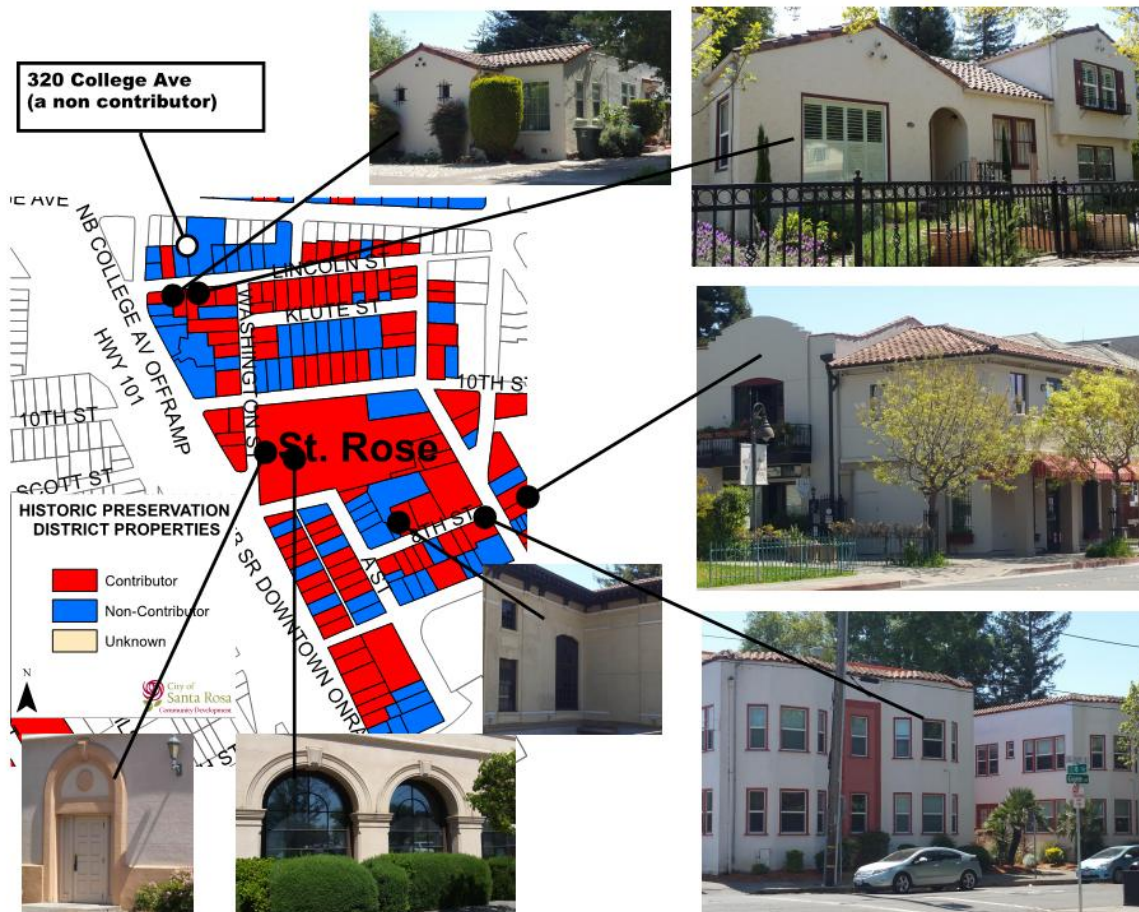 320 College Ave
(a non contributor)
E AVE
NB COLLEGE AV OFFRAMP
HWY 101
LINCOLN ST
KLUTE ST
WASHINGTON ST
10TH ST
10TH ST
St. Rose
SCOTT ST
8TH ST
A ST
SR DOWNTOWN ONRA
HISTORIC PRESERVATION
DISTRICT PROPERTIES
Contributor
Non-Contributor
Unknown
N
City of
Santa Rosa
Community Development